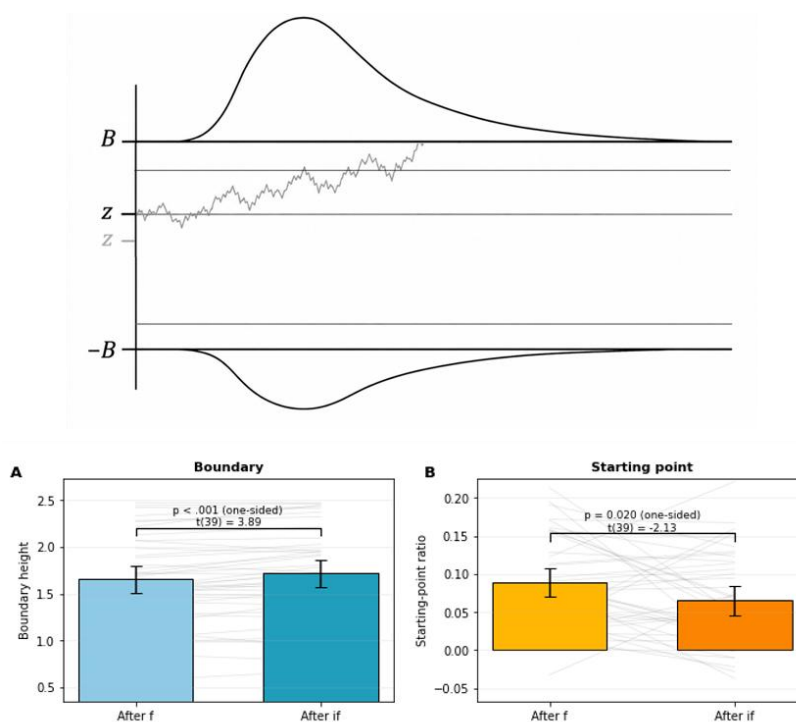 B
z
z
-B
A
Boundary
p < .001 (one-sided)
t(39) = 3.89
Boundary height
2.5
2.0
1.5
1.0
0.5
After f
After if
B
Starting point
p = 0.020 (one-sided)
t(39) = -2.13
Starting-point ratio
0.20
0.15
0.10
0.05
0.00
−0.05
After f
After if